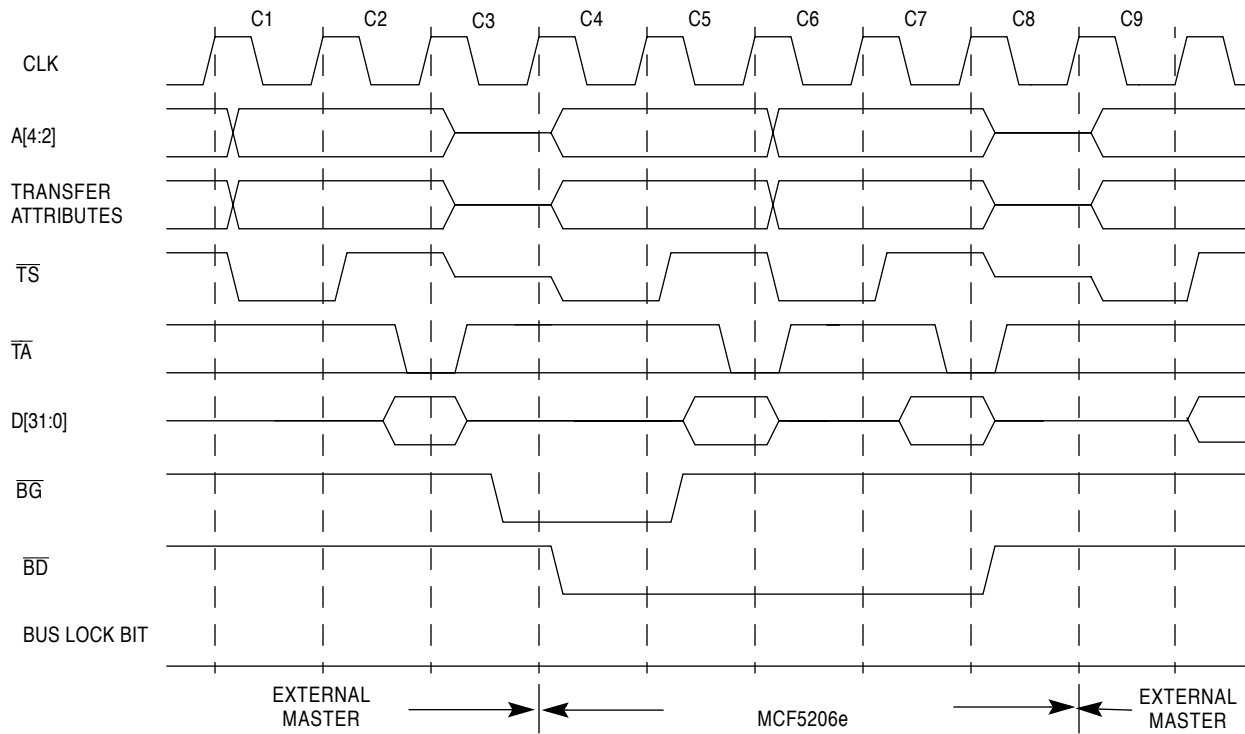 C1 C2 C3 C4 C5 C6 C7 C8 C9
CLK
A[4:2]
TRANSFER
ATTRIBUTES
TS
TA
D[31:0]
BG
BD
BUS LOCK BIT
EXTERNAL
MASTER
MCF5206e
EXTERNAL
MASTER